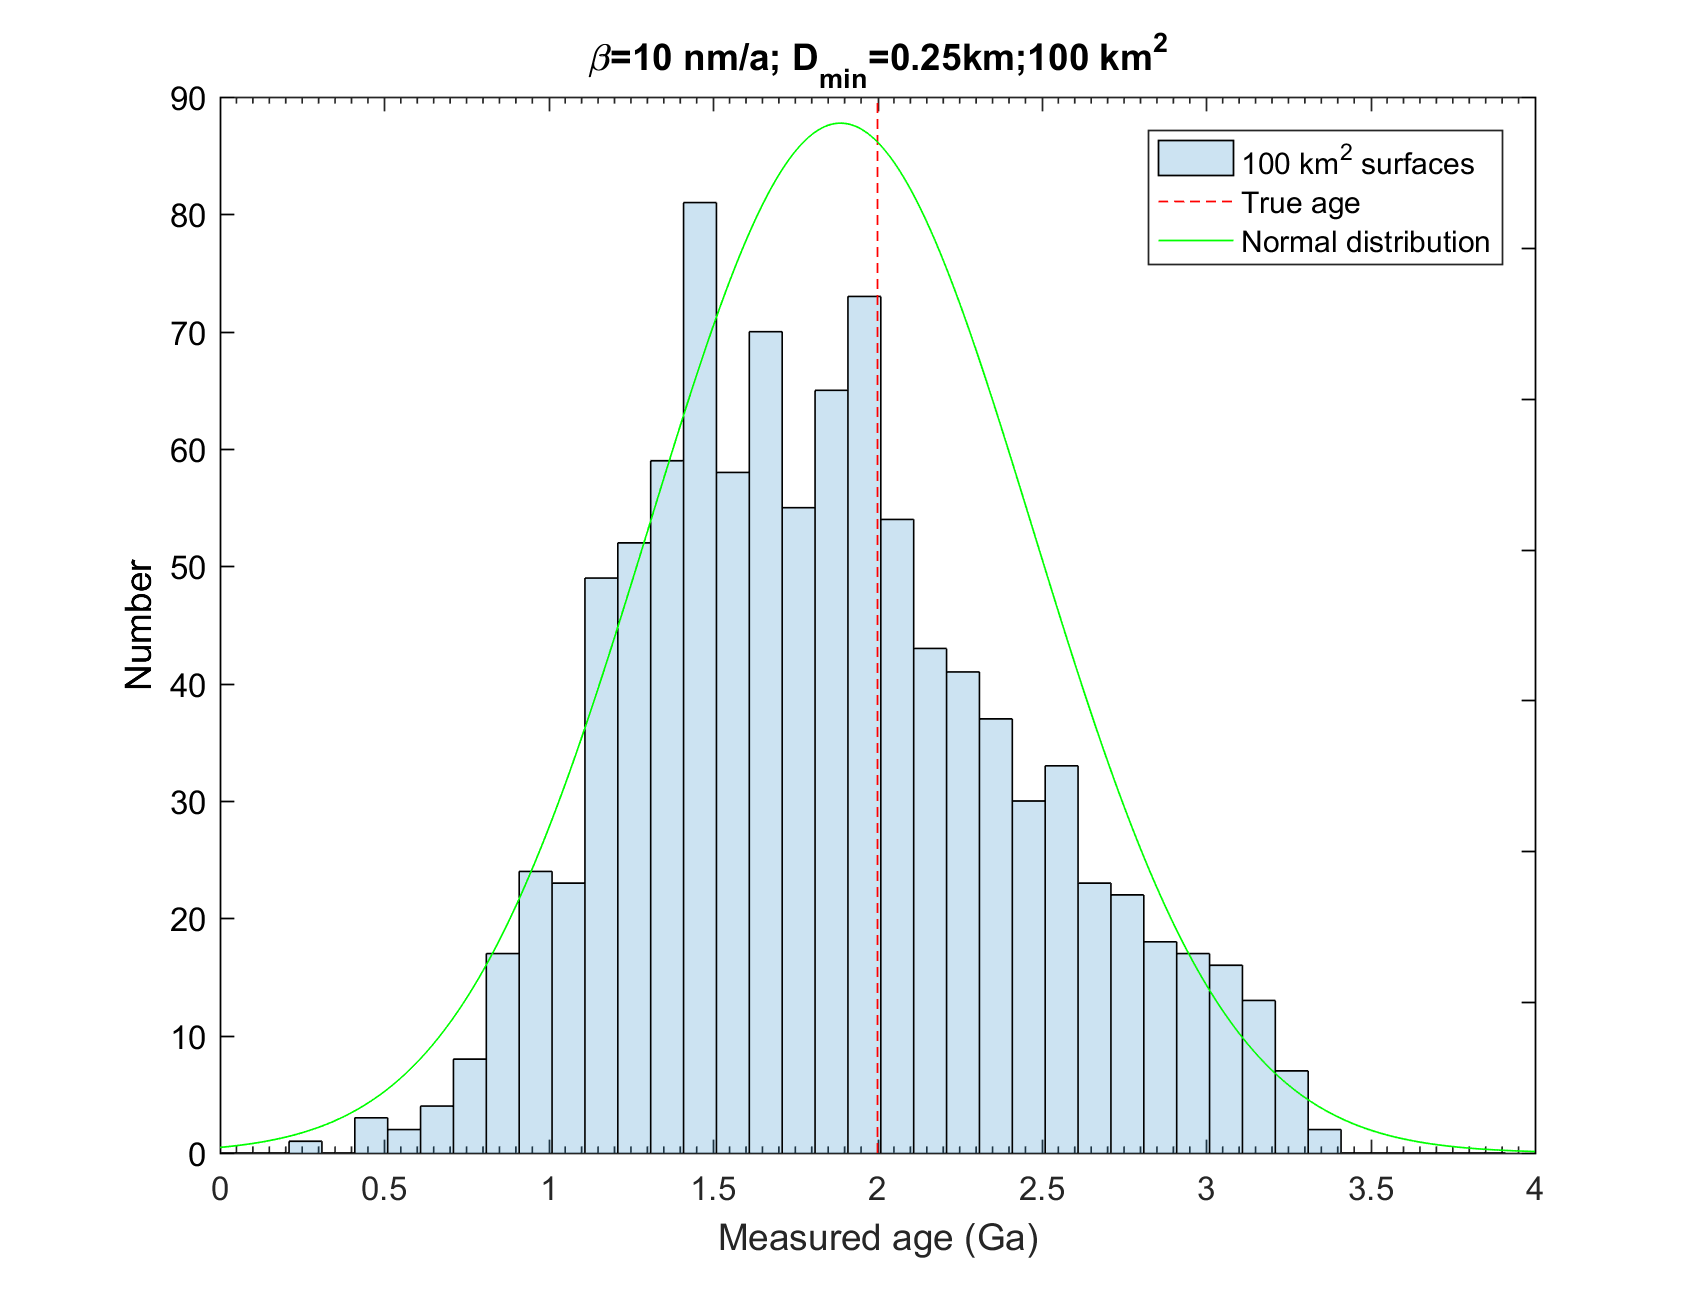 β=10 nm/a; Dmin=0.25km;100 km²
90
80
70
60
50
40
30
20
10
0
Number
100 km² surfaces
True age
Normal distribution
0 0.5 1 1.5 2 2.5 3 3.5 4
Measured age (Ga)